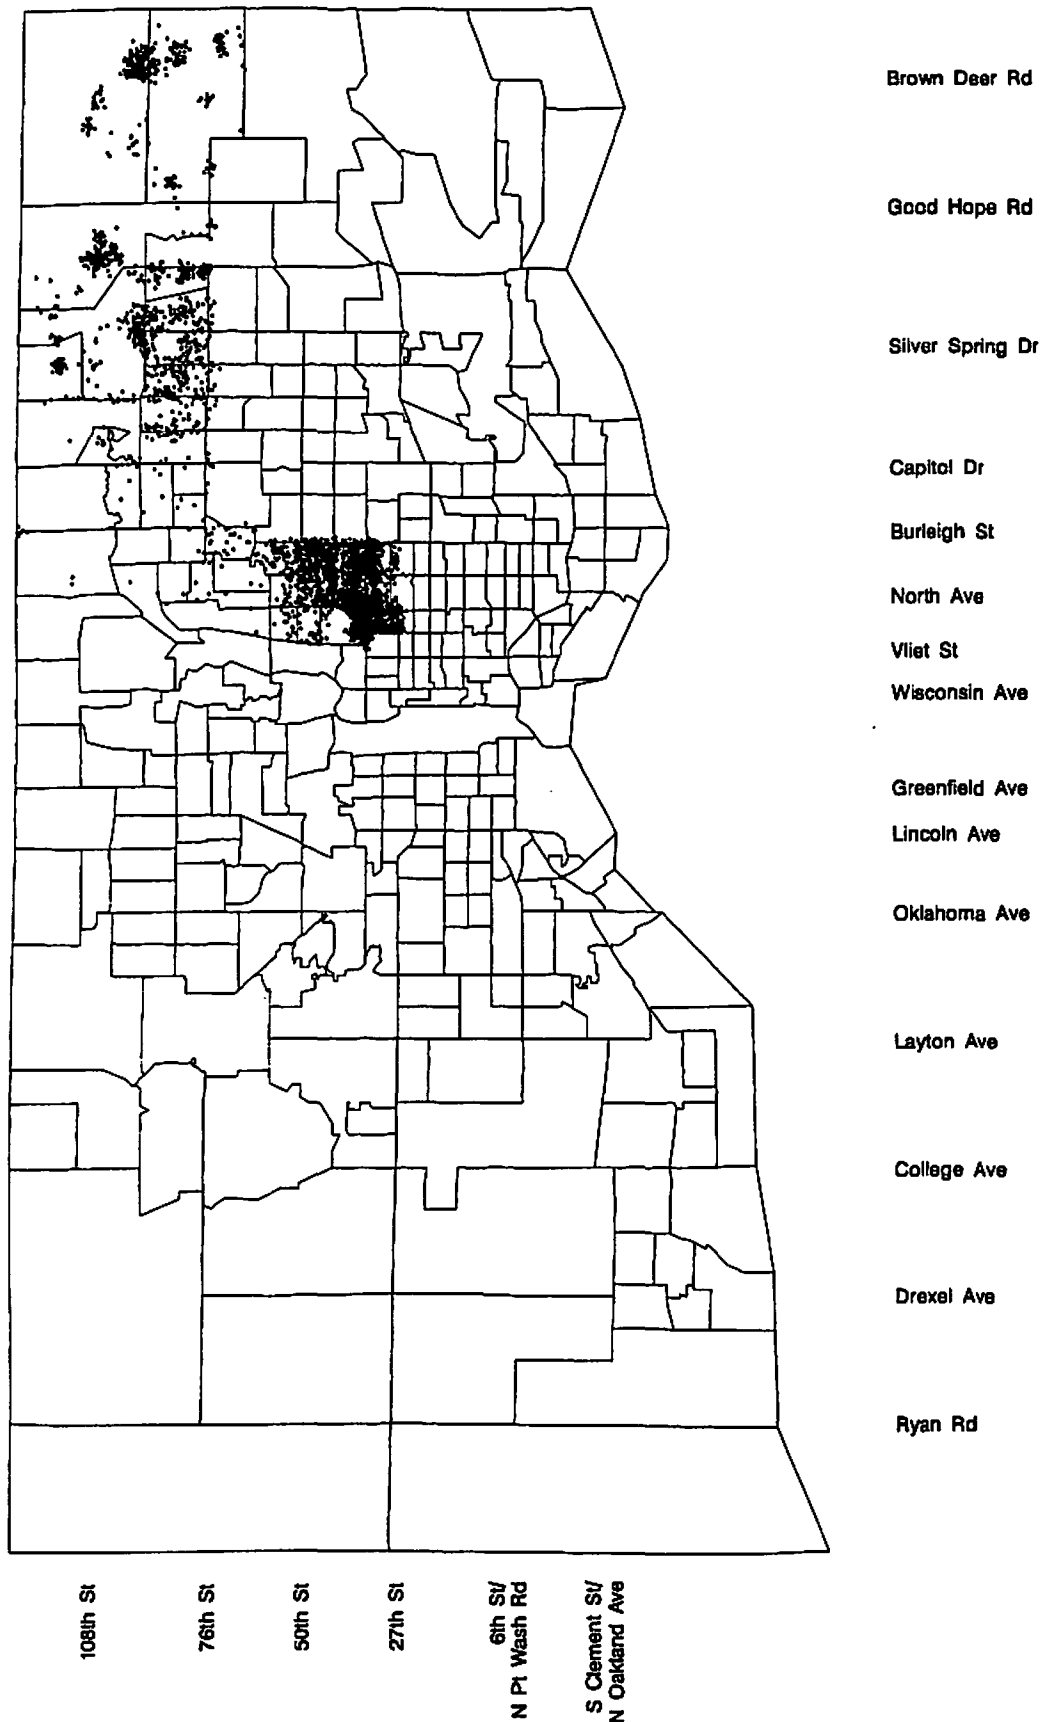 Brown Deer Rd
Good Hope Rd
Silver Spring Dr
Capitol Dr
Burleigh St
North Ave
Vliet St
Wisconsin Ave
Greenfield Ave
Lincoln Ave
Oklahoma Ave
Layton Ave
College Ave
Drexel Ave
Ryan Rd
108th St
76th St
50th St
27th St
6th St/
N Pt Wash Rd
S Clement St/
N Oakland Ave